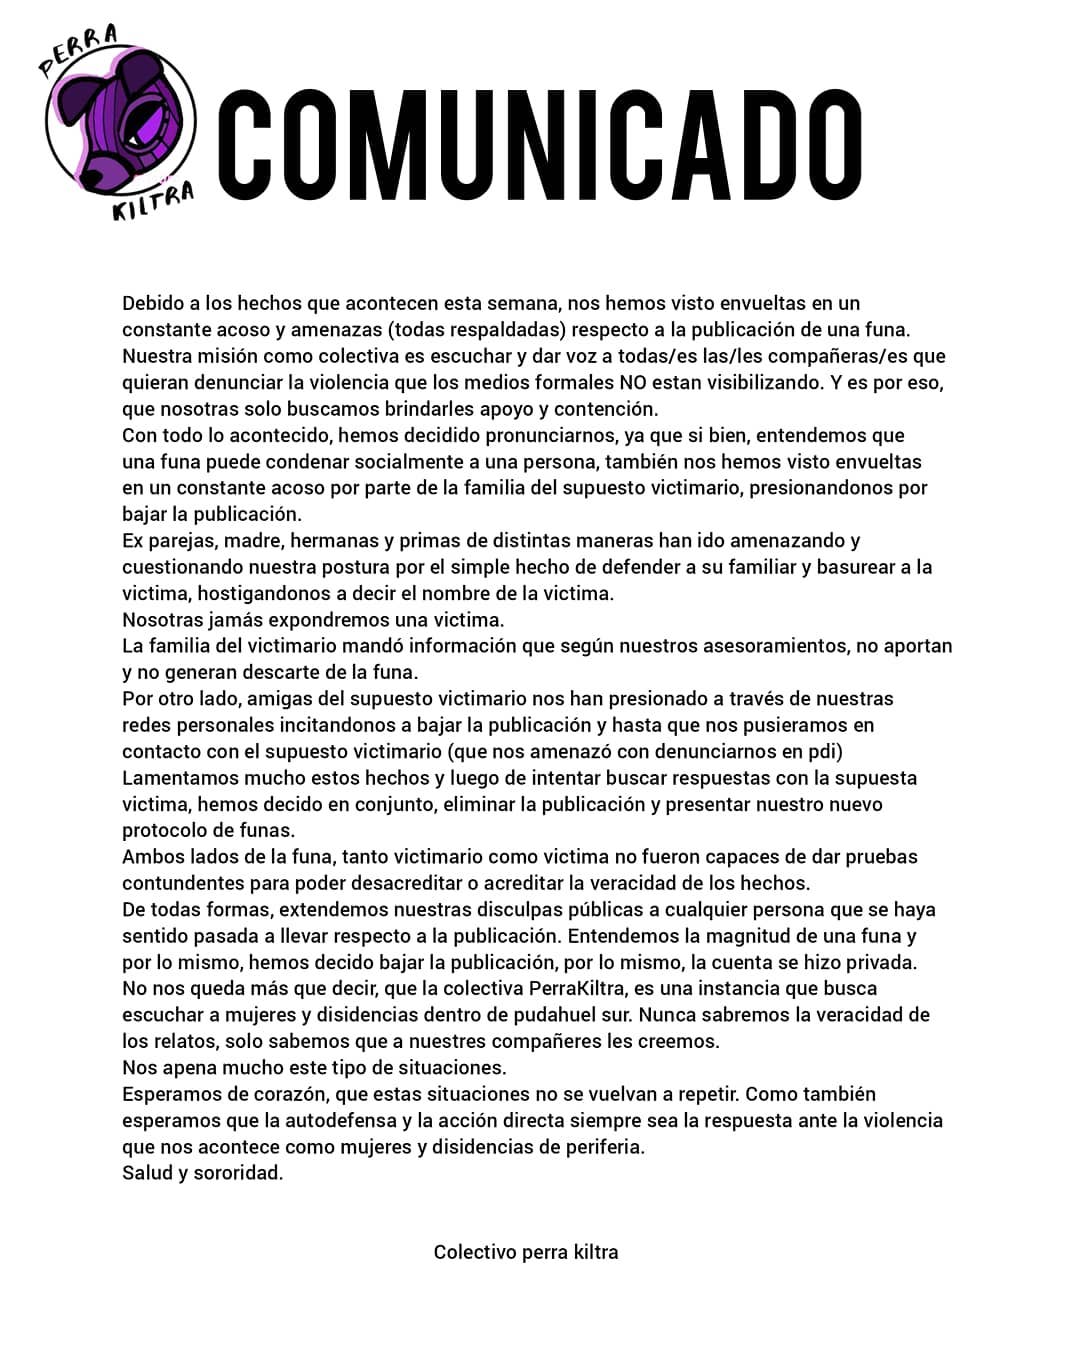 PERRA
KILTRA
COMUNICADO
Debido a los hechos que acontecen esta semana, nos hemos visto envueltas en un
constante acoso y amenazas (todas respaldadas) respecto a la publicación de una funa.
Nuestra misión como colectiva es escuchar y dar voz a todas/es las/les compañeras/es que
quieran denunciar la violencia que los medios formales NO estan visibilizando. Y es por eso,
que nosotras solo buscamos brindarles apoyo y contención.
Con todo lo acontecido, hemos decidido pronunciarnos, ya que si bien, entendemos que
una funa puede condenar socialmente a una persona, también nos hemos visto envueltas
en un constante acoso por parte de la familia del supuesto victimario, presionandonos por
bajar la publicación.
Ex parejas, madre, hermanas y primas de distintas maneras han ido amenazando y
cuestionando nuestra postura por el simple hecho de defender a su familiar y basurear a la
victima, hostigandonos a decir el nombre de la victima.
Nosotras jamás expondremos una victima.
La familia del victimario mandó información que según nuestros asesoramientos, no aportan
y no generan descarte de la funa.
Por otro lado, amigas del supuesto victimario nos han presionado a través de nuestras
redes personales incitandonos a bajar la publicación y hasta que nos pusieramos en
contacto con el supuesto victimario (que nos amenazó con denunciarnos en pdi)
Lamentamos mucho estos hechos y luego de intentar buscar respuestas con la supuesta
victima, hemos decido en conjunto, eliminar la publicación y presentar nuestro nuevo
protocolo de funas.
Ambos lados de la funa, tanto victimario como victima no fueron capaces de dar pruebas
contundentes para poder desacreditar o acreditar la veracidad de los hechos.
De todas formas, extendemos nuestras disculpas públicas a cualquier persona que se haya
sentido pasada a llevar respecto a la publicación. Entendemos la magnitud de una funa y
por lo mismo, hemos decido bajar la publicación, por lo mismo, la cuenta se hizo privada.
No nos queda más que decir, que la colectiva PerraKiltra, es una instancia que busca
escuchar a mujeres y disidencias dentro de pudahuel sur. Nunca sabremos la veracidad de
los relatos, solo sabemos que a nuestres compañeres les creemos.
Nos apena mucho este tipo de situaciones.
Esperamos de corazón, que estas situaciones no se vuelvan a repetir. Como también
esperamos que la autodefensa y la acción directa siempre sea la respuesta ante la violencia
que nos acontece como mujeres y disidencias de periferia.
Salud y sororidad.
Colectivo perra kiltra